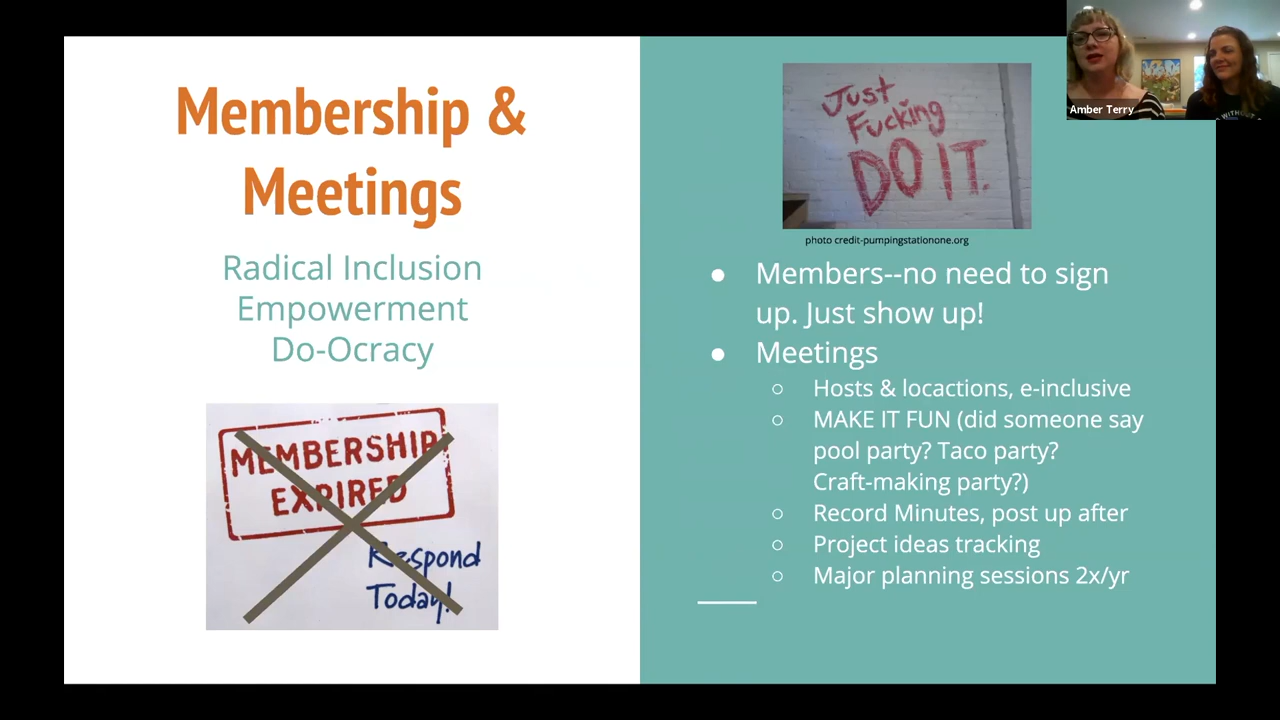 Membership &
Meetings
Radical Inclusion
Empowerment
Do-Ocracy
MEMBERSHIP
EXPIRED
Respond
Today!
Just
Fucking
DO IT.
photo credit-pumpingstationone.org
● Members--no need to sign
up. Just show up!
● Meetings
○ Hosts & locactions, e-inclusive
○ MAKE IT FUN (did someone say
pool party? Taco party?
Craft-making party?)
○ Record Minutes, post up after
○ Project ideas tracking
○ Major planning sessions 2x/yr
Amber Terry
WITHOUT